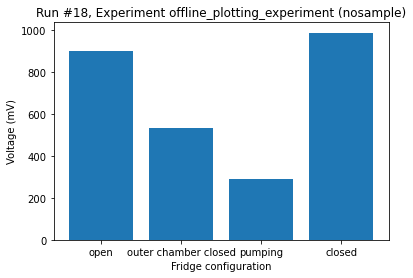 Run #18, Experiment offline_plotting_experiment (nosample)
1000
800
600
400
200
0
Voltage (mV)
open outer chamber closed pumping closed
Fridge configuration